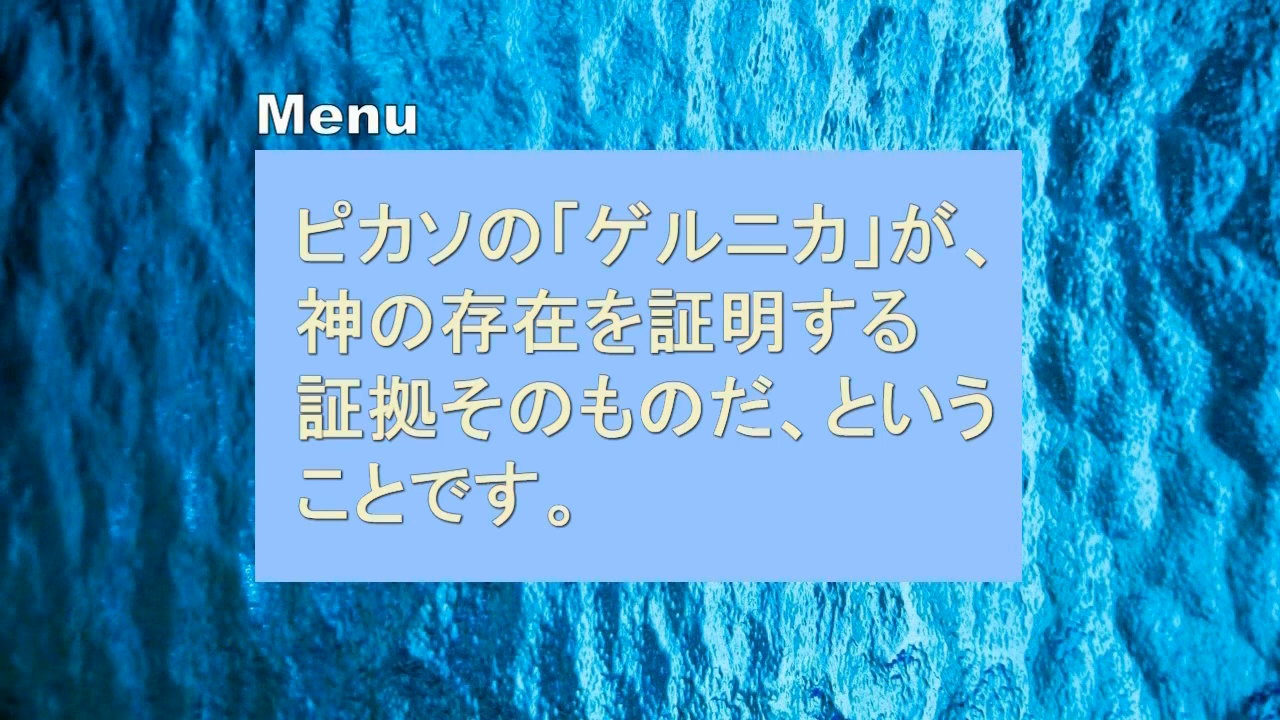 Menu
ピカソの「ゲルニカ」が、
神の存在を証明する
証拠そのものだ、という
ことです。